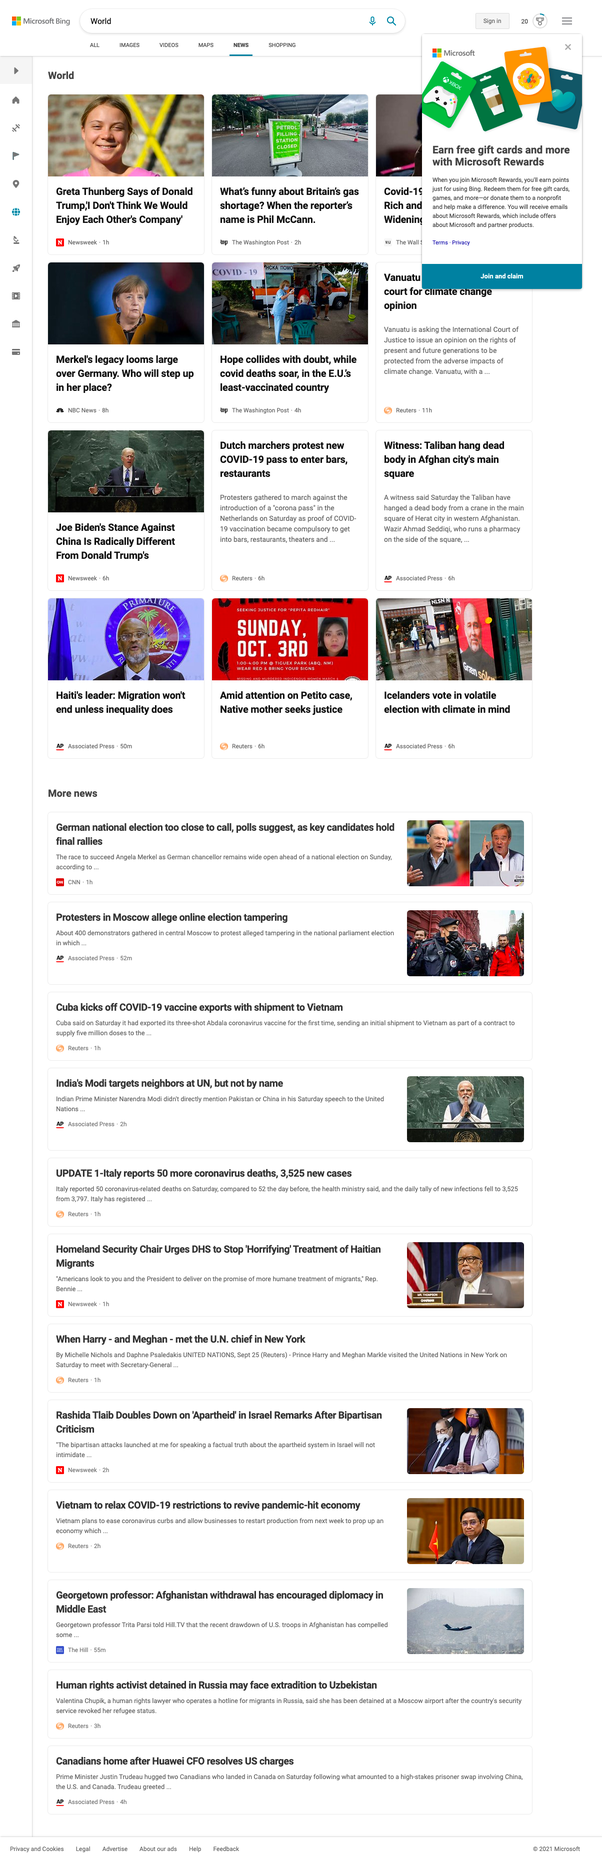 Microsoft Bing
World
Sign in
20
ALL
IMAGES
VIDEOS
MAPS
NEWS
SHOPPING
Microsoft
XBOX
Earn free gift cards and more
with Microsoft Rewards
When you join Microsoft Rewards, you'll earn points
just for using Bing. Redeem them for free gift cards,
games, and more—or donate them to a nonprofit
and help make a difference. You will receive emails
about Microsoft Rewards, which include offers
about Microsoft and partner products.
Terms · Privacy
Join and claim
World
Greta Thunberg Says of Donald
Trump,'I Don't Think We Would
Enjoy Each Other's Company'
N Newsweek · 1h
PETROL
FILLING
STATION
CLOSED
What's funny about Britain's gas
shortage? When the reporter's
name is Phil McCann.
wp The Washington Post · 2h
Covid-19
Rich and
Widening
The Wall
Merkel's legacy looms large
over Germany. Who will step up
in her place?
NBC News · 8h
COVID - 19
Hope collides with doubt, while
covid deaths soar, in the E.U.'s
least-vaccinated country
wp The Washington Post · 4h
Vanuatu
court for climate change
opinion
Vanuatu is asking the International Court of
Justice to issue an opinion on the rights of
present and future generations to be
protected from the adverse impacts of
climate change. Vanuatu, with a ...
Reuters · 11h
Joe Biden's Stance Against
China Is Radically Different
From Donald Trump's
N Newsweek · 6h
Dutch marchers protest new
COVID-19 pass to enter bars,
restaurants
Protesters gathered to march against the
introduction of a "corona pass" in the
Netherlands on Saturday as proof of COVID-
19 vaccination became compulsory to get
into bars, restaurants, theaters and ...
Reuters · 6h
Witness: Taliban hang dead
body in Afghan city's main
square
A witness said Saturday the Taliban have
hanged a dead body from a crane in the main
square of Herat city in western Afghanistan.
Wazir Ahmad Seddiqi, who runs a pharmacy
on the side of the square, ...
AP Associated Press · 6h
PRIMATURE
Haiti's leader: Migration won't
end unless inequality does
AP Associated Press · 50m
SEEKING JUSTICE FOR "PEPITA REDHAIR"
SUNDAY,
OCT. 3RD
1:00-4:00 PM @ TIGUEX PARK (ABQ, NM)
WEAR RED & BRING YOUR SIGNS
Amid attention on Petito case,
Native mother seeks justice
Reuters · 6h
Icelanders vote in volatile
election with climate in mind
AP Associated Press · 6h
More news
German national election too close to call, polls suggest, as key candidates hold
final rallies
The race to succeed Angela Merkel as German chancellor remains wide open ahead of a national election on Sunday,
according to ...
CNN CNN · 1h
Protesters in Moscow allege online election tampering
About 400 demonstrators gathered in central Moscow to protest alleged tampering in the national parliament election
in which ...
AP Associated Press · 52m
Cuba kicks off COVID-19 vaccine exports with shipment to Vietnam
Cuba said on Saturday it had exported its three-shot Abdala coronavirus vaccine for the first time, sending an initial shipment to Vietnam as part of a contract to
supply five million doses to the ...
Reuters · 1h
India's Modi targets neighbors at UN, but not by name
Indian Prime Minister Narendra Modi didn't directly mention Pakistan or China in his Saturday speech to the United
Nations ...
AP Associated Press · 2h
UPDATE 1-Italy reports 50 more coronavirus deaths, 3,525 new cases
Italy reported 50 coronavirus-related deaths on Saturday, compared to 52 the day before, the health ministry said, and the daily tally of new infections fell to 3,525
from 3,797. Italy has registered ...
Reuters · 1h
Homeland Security Chair Urges DHS to Stop 'Horrifying' Treatment of Haitian
Migrants
"Americans look to you and the President to deliver on the promise of more humane treatment of migrants," Rep.
Bennie ...
N Newsweek · 1h
When Harry - and Meghan - met the U.N. chief in New York
By Michelle Nichols and Daphne Psaledakis UNITED NATIONS, Sept 25 (Reuters) - Prince Harry and Meghan Markle visited the United Nations in New York on
Saturday to meet with Secretary-General ...
Reuters · 1h
Rashida Tlaib Doubles Down on 'Apartheid' in Israel Remarks After Bipartisan
Criticism
"The bipartisan attacks launched at me for speaking a factual truth about the apartheid system in Israel will not
intimidate ...
N Newsweek · 2h
Vietnam to relax COVID-19 restrictions to revive pandemic-hit economy
Vietnam plans to ease coronavirus curbs and allow businesses to restart production from next week to prop up an
economy which ...
Reuters · 2h
Georgetown professor: Afghanistan withdrawal has encouraged diplomacy in
Middle East
Georgetown professor Trita Parsi told Hill.TV that the recent drawdown of U.S. troops in Afghanistan has compelled
some ...
The Hill · 55m
Human rights activist detained in Russia may face extradition to Uzbekistan
Valentina Chupik, a human rights lawyer who operates a hotline for migrants in Russia, said she has been detained at a Moscow airport after the country's security
service revoked her refugee status.
Reuters · 3h
Canadians home after Huawei CFO resolves US charges
Prime Minister Justin Trudeau hugged two Canadians who landed in Canada on Saturday following what amounted to a high-stakes prisoner swap involving China,
the U.S. and Canada. Trudeau greeted ...
AP Associated Press · 4h
Privacy and Cookies
Legal
Advertise
About our ads
Help
Feedback
© 2021 Microsoft